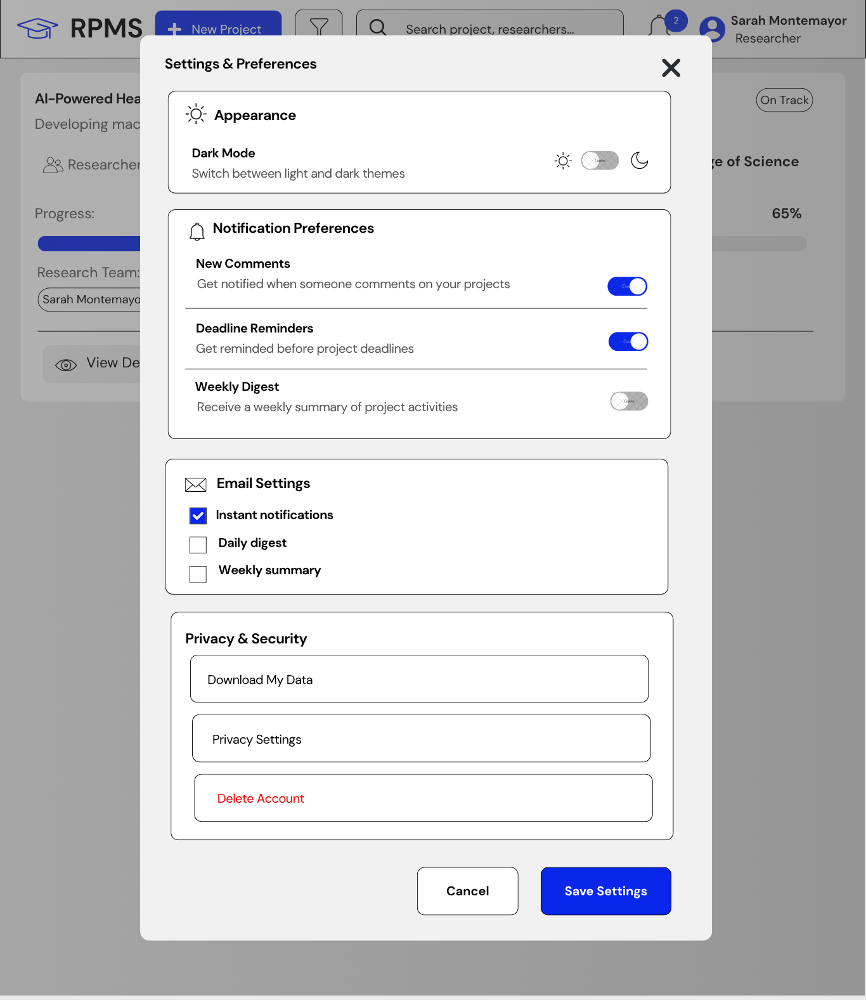 RPMS
New Project
Search project, researchers...
2
Sarah Montemayor
Researcher
Settings & Preferences
AI-Powered Hea
Developing mac
On Track
Appearance
Dark Mode
Switch between light and dark themes
Researcher
ge of Science
Progress:
65%
Notification Preferences
New Comments
Get notified when someone comments on your projects
Research Team:
Sarah Montemayo
Deadline Reminders
Get reminded before project deadlines
View De
Weekly Digest
Receive a weekly summary of project activities
Email Settings
Instant notifications
Daily digest
Weekly summary
Privacy & Security
Download My Data
Privacy Settings
Delete Account
Cancel
Save Settings